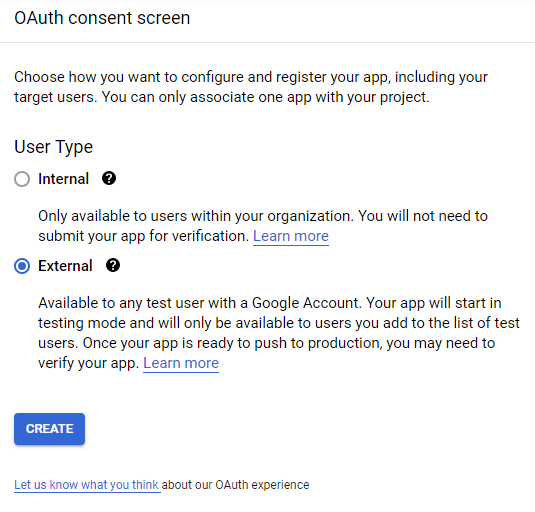 OAuth consent screen
Choose how you want to configure and register your app, including your
target users. You can only associate one app with your project.
User Type
Internal
Only available to users within your organization. You will not need to
submit your app for verification. Learn more
External
Available to any test user with a Google Account. Your app will start in
testing mode and will only be available to users you add to the list of test
users. Once your app is ready to push to production, you may need to
verify your app. Learn more
CREATE
Let us know what you think about our OAuth experience